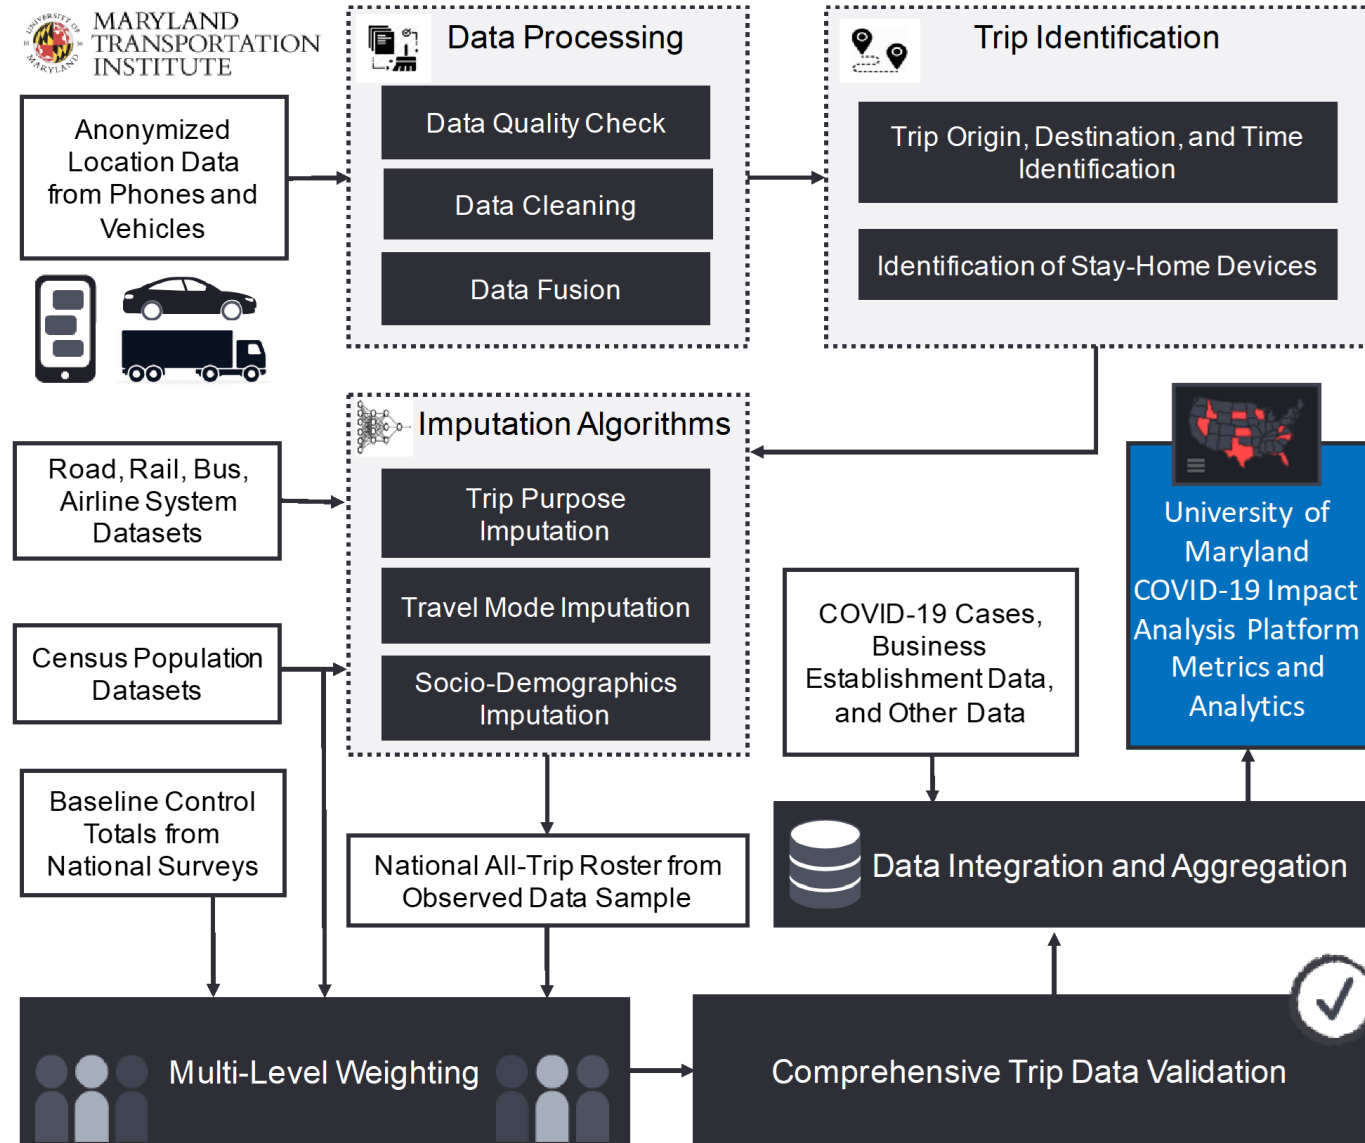 MARYLAND
TRANSPORTATION
INSTITUTE
UNIVERSITY OF
MARYLAND
Data Processing
Data Quality Check
Data Cleaning
Data Fusion
Trip Identification
Trip Origin, Destination, and Time
Identification
Identification of Stay-Home Devices
Anonymized
Location Data
from Phones and
Vehicles
Imputation Algorithms
Trip Purpose
Imputation
Travel Mode Imputation
Socio-Demographics
Imputation
Road, Rail, Bus,
Airline System
Datasets
Census Population
Datasets
Baseline Control
Totals from
National Surveys
National All-Trip Roster from
Observed Data Sample
COVID-19 Cases,
Business
Establishment Data,
and Other Data
University of
Maryland
COVID-19 Impact
Analysis Platform
Metrics and
Analytics
Data Integration and Aggregation
Multi-Level Weighting
Comprehensive Trip Data Validation